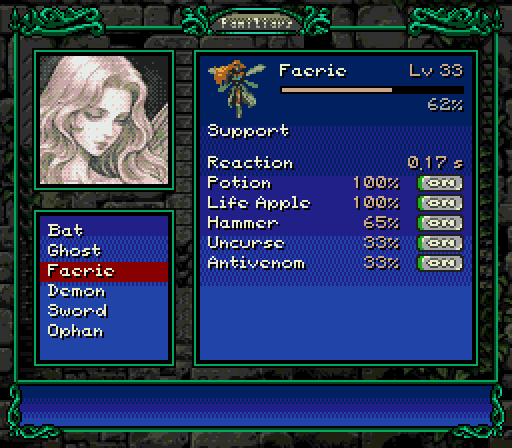 Familiars
Faerie Lv 33
62%
Support
Reaction 0.17 s
Potion 100% ON
Life Apple 100% ON
Hammer 65% ON
Uncurse 33% ON
Antivenom 33% ON
Bat
Ghost
Faerie
Demon
Sword
Ophan